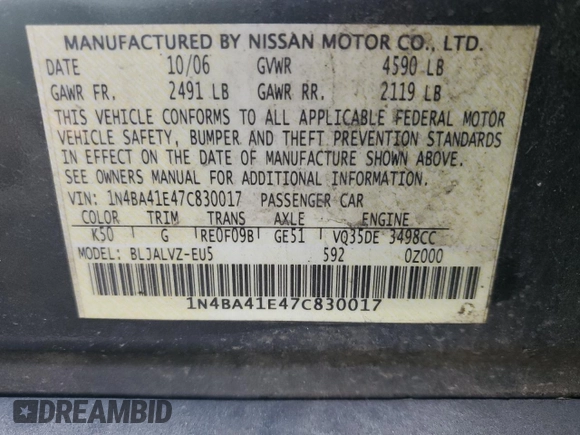 MANUFACTURED BY NISSAN MOTOR CO., LTD.
DATE 10/06 GVWR 4590 LB
GAWR FR. 2491 LB GAWR RR. 2119 LB
THIS VEHICLE CONFORMS TO ALL APPLICABLE FEDERAL MOTOR
VEHICLE SAFETY, BUMPER AND THEFT PREVENTION STANDARDS
IN EFFECT ON THE DATE OF MANUFACTURE SHOWN ABOVE.
SEE OWNERS MANUAL FOR ADDITIONAL INFORMATION.
VIN: 1N4BA41E47C830017 PASSENGER CAR
COLOR TRIM TRANS AXLE ENGINE
K50 G RE0F09B GE51 VQ35DE 3498CC
MODEL: BLJALVZ-EU5 592 0Z000
1N4BA41E47C830017
DREAMBID